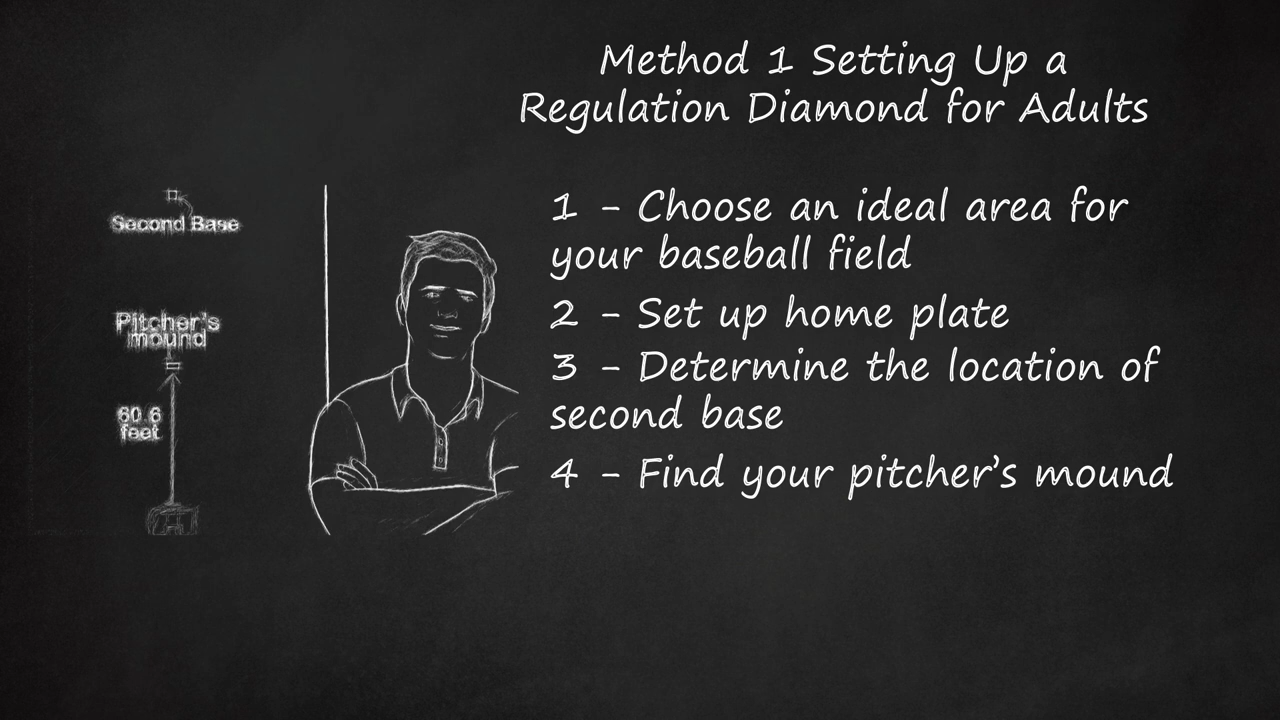 Method 1 Setting Up a
Regulation Diamond for Adults
1 - Choose an ideal area for
your baseball field
2 - Set up home plate
3 - Determine the location of
second base
4 - Find your pitcher's mound
Second Base
Pitcher's
mound
60.6
feet